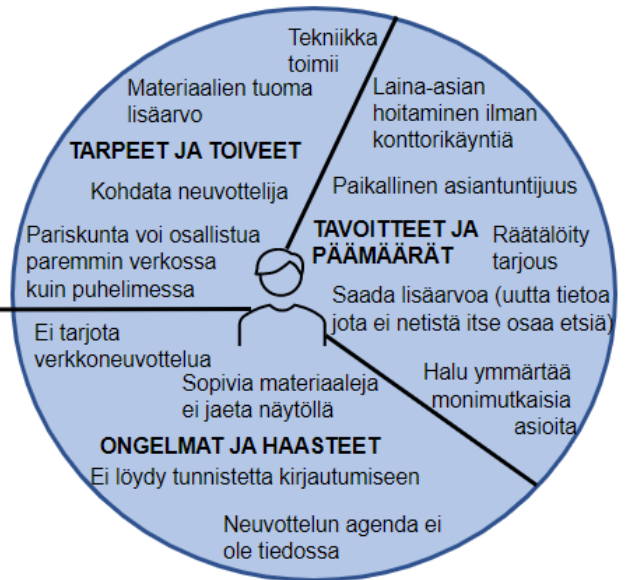 Tekniikka
toimii
Materiaalien tuoma
lisäarvo
TARPEET JA TOIVEET
Kohdata neuvottelija
Pariskunta voi osallistua
paremmin verkossa
kuin puhelimessa
Laina-asian
hoitaminen ilman
konttorikäyntiä
Paikallinen asiantuntijuus
TAVOITTEET JA
PÄÄMÄÄRÄT
Räätälöity
tarjous
Saada lisäarvoa (uutta tietoa
jota ei netistä itse osaa etsiä)
Halu ymmärtää
monimutkaisia
asioita
Ei tarjota
verkkoneuvottelua
Sopivia materiaaleja
ei jaeta näytöllä
ONGELMAT JA HAASTEET
Ei löydy tunnistetta kirjautumiseen
Neuvottelun agenda ei
ole tiedossa